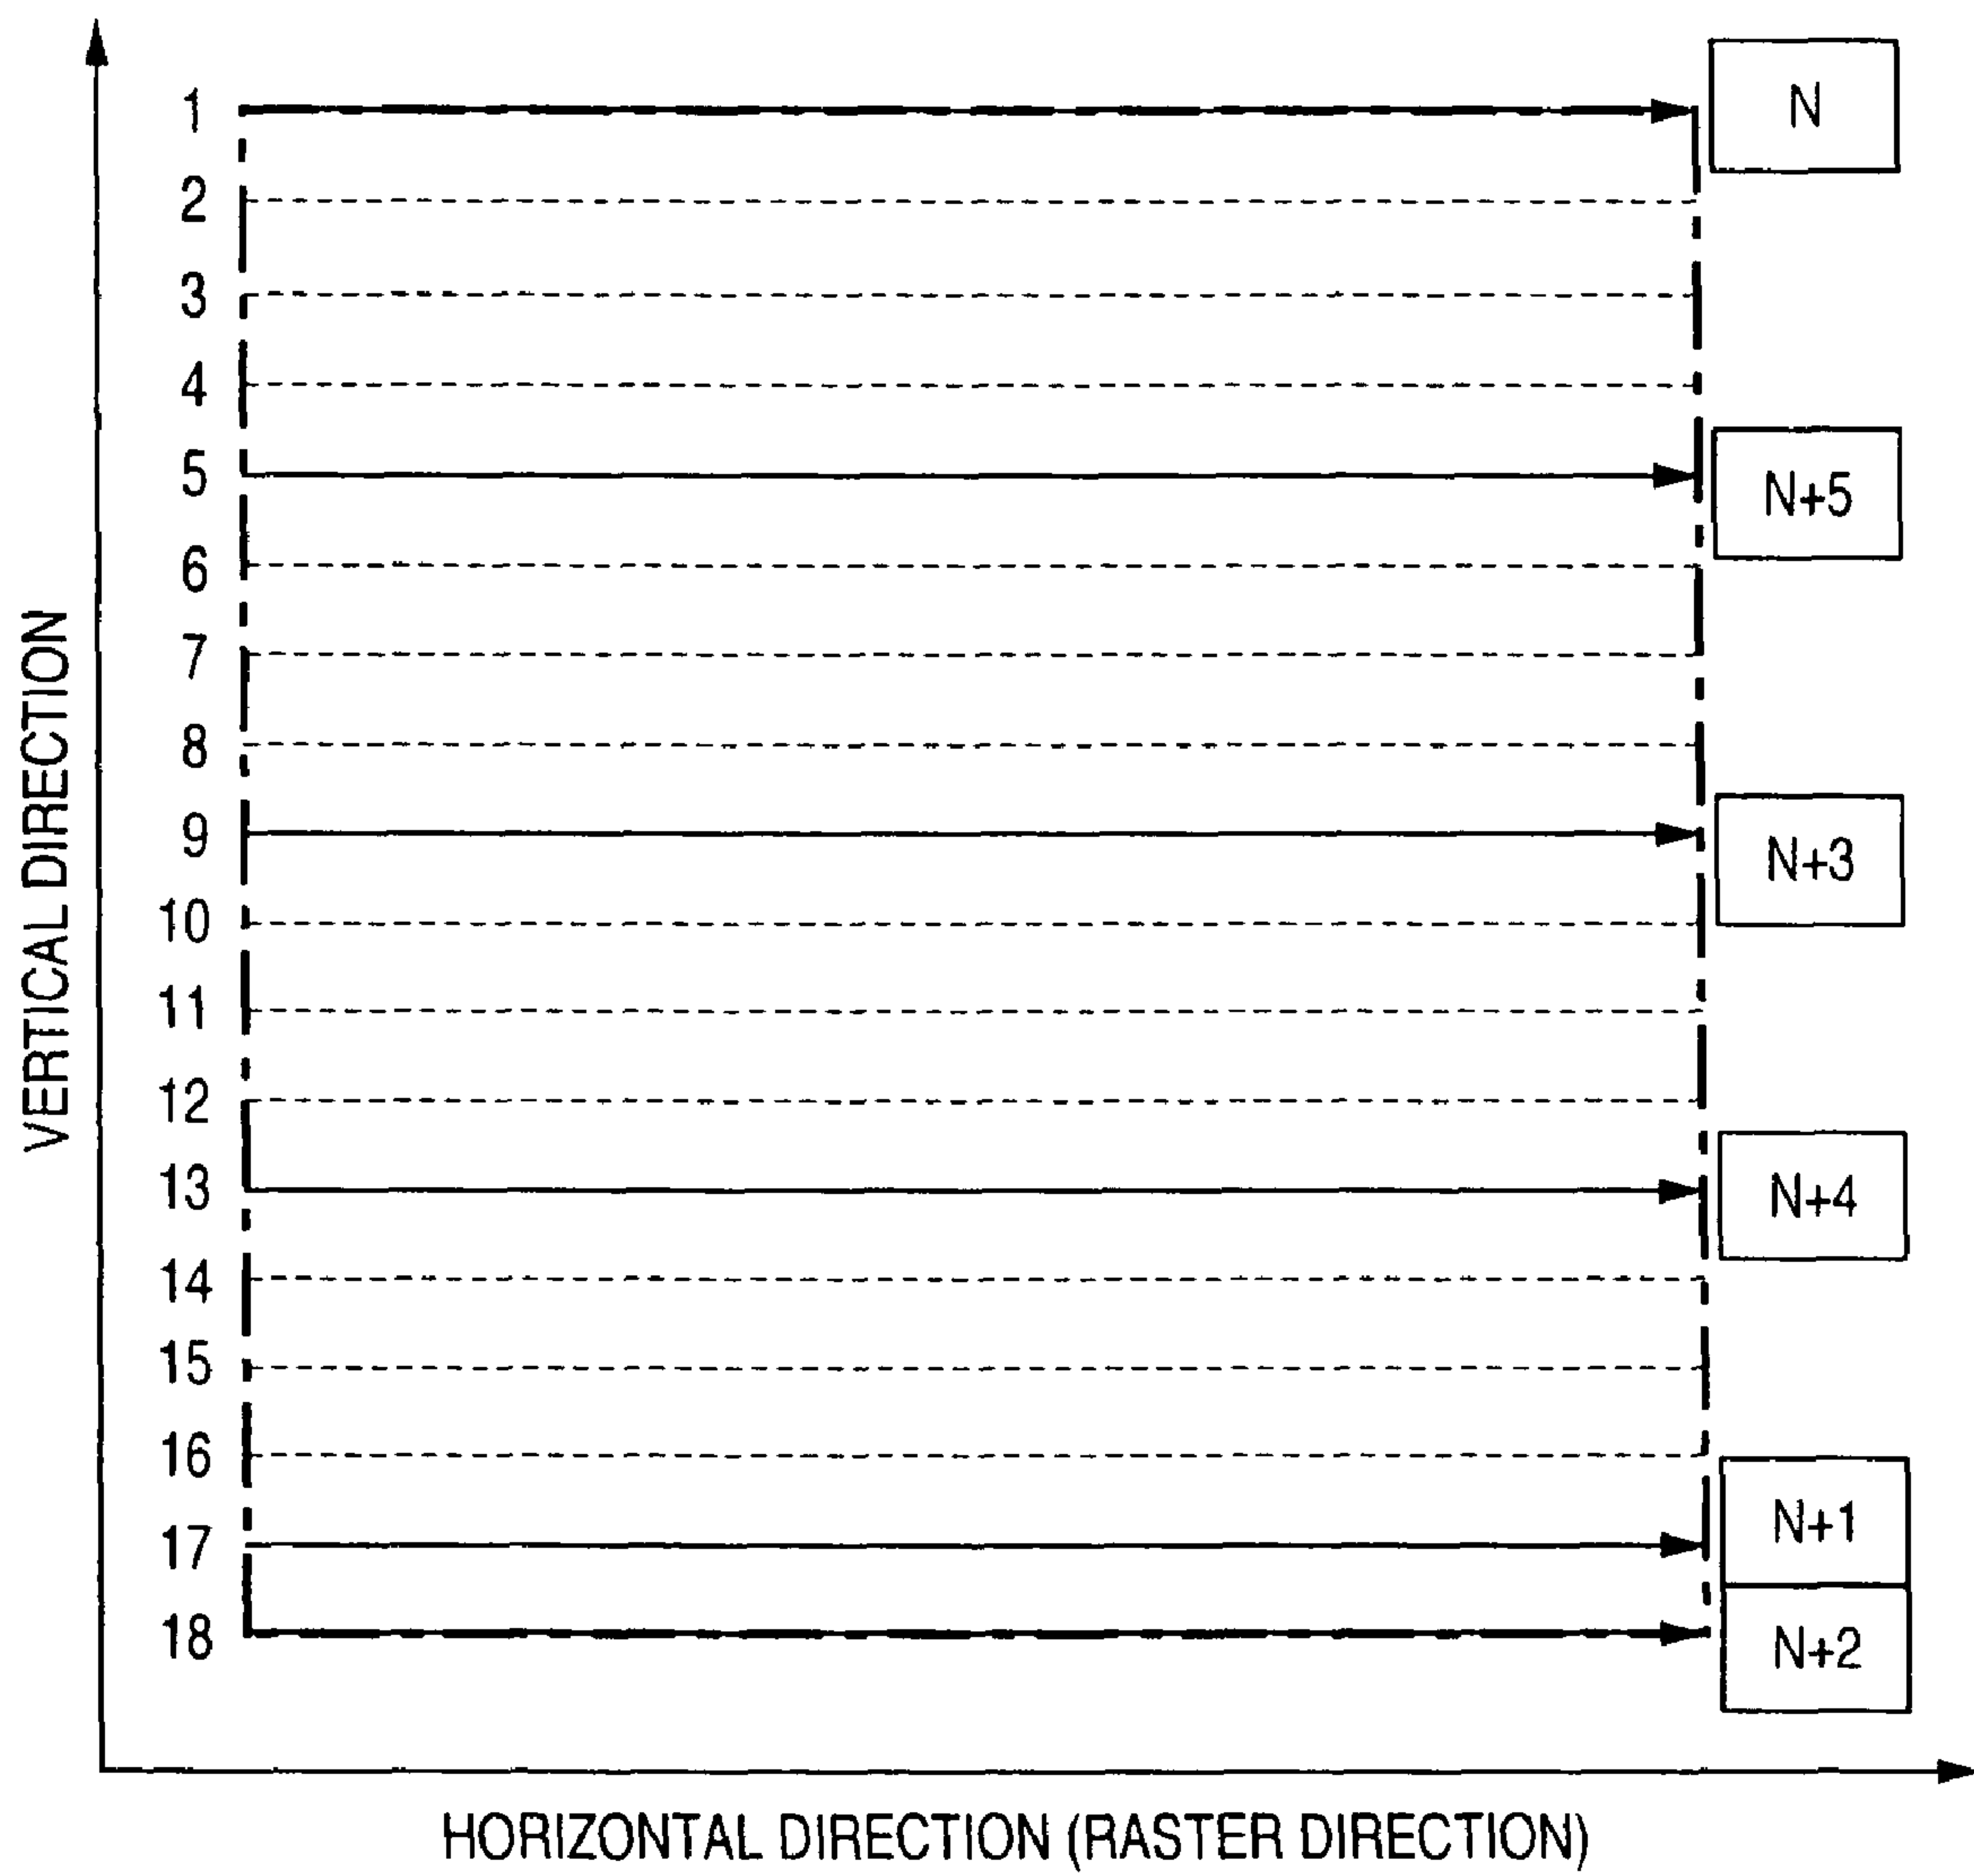 1
N
2
3
4
5
N+5
6
7
8
9
N+3
10
11
12
13
N+4
14
15
16
17
N+1
18
N+2
VERTICAL DIRECTION
HORIZONTAL DIRECTION (RASTER DIRECTION)